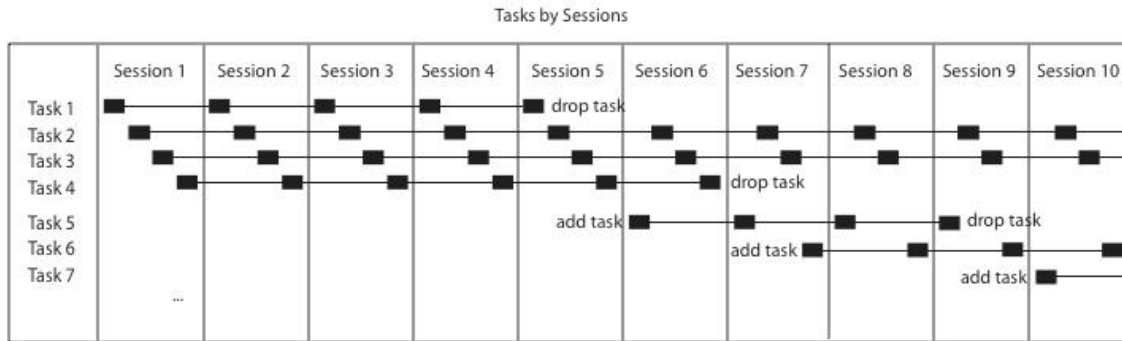 Tasks by Sessions
Session 1 Session 2 Session 3 Session 4 Session 5 Session 6 Session 7 Session 8 Session 9 Session 10
Task 1 drop task
Task 2
Task 3
Task 4 drop task
Task 5 add task drop task
Task 6 add task
Task 7 add task
...